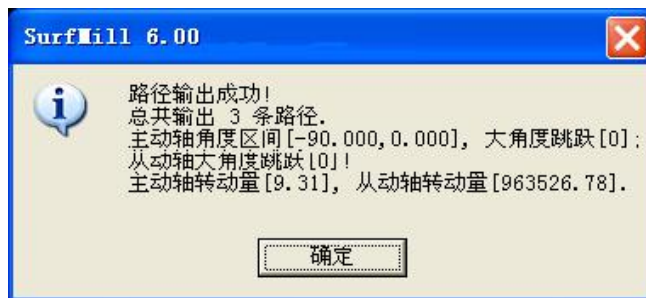 SurfMill 6.00
路径输出成功!
总共输出 3 条路径.
主动轴角度区间[-90.000,0.000], 大角度跳跃[0];
从动轴大角度跳跃[0]!
主动轴转动量[9.31], 从动轴转动量[963526.78].
确定